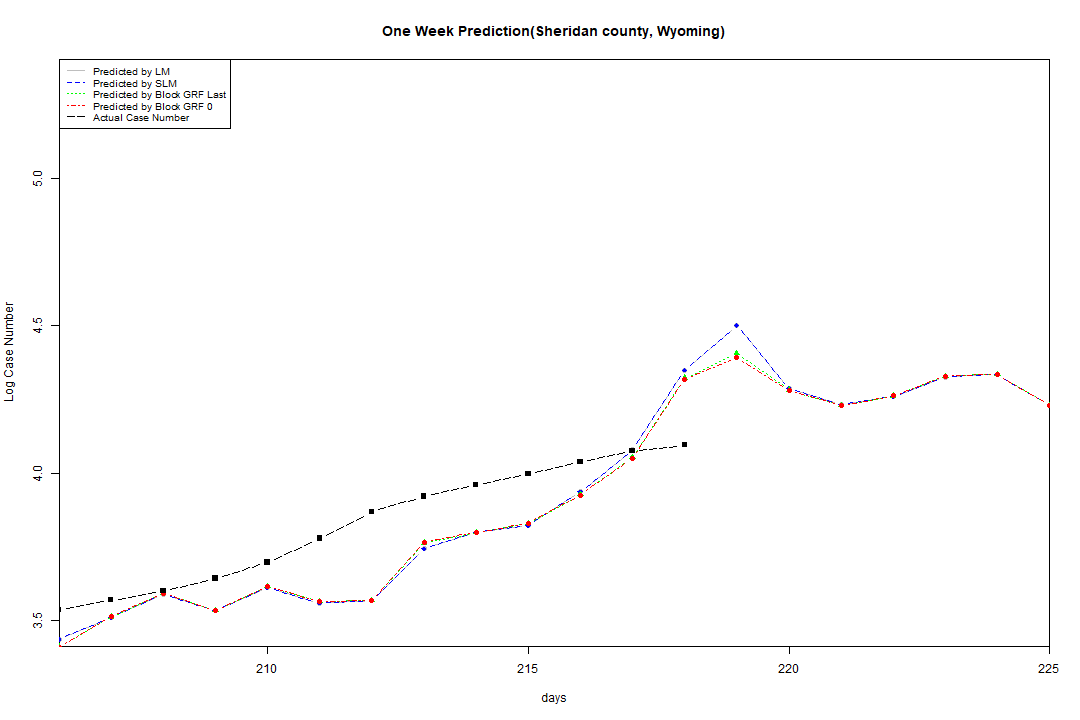 One Week Prediction(Sheridan county, Wyoming)
Predicted by LM
Predicted by SLM
Predicted by Block GRF Last
Predicted by Block GRF 0
Actual Case Number
5.0
4.5
4.0
3.5
Log Case Number
210
215
220
225
days